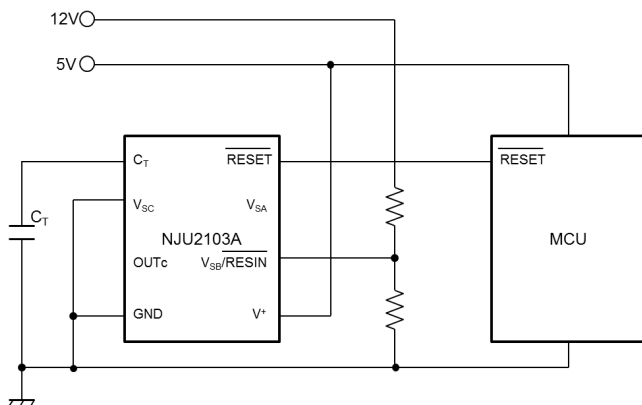 12V
5V
C_T
C_T
V_SC
OUTc
GND
NJU2103A
RESET
V_SA
V_SB/RESIN
V⁺
RESET
MCU